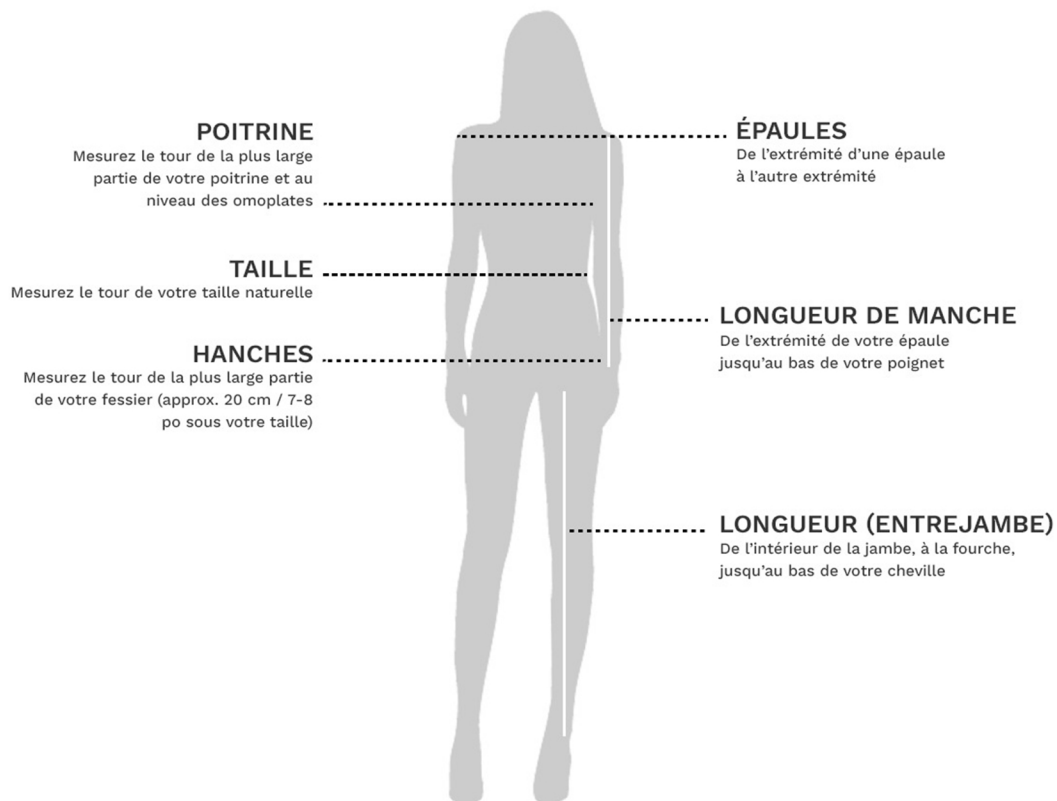 POITRINE
Mesurez le tour de la plus large
partie de votre poitrine et au
niveau des omoplates
TAILLE
Mesurez le tour de votre taille naturelle
HANCHES
Mesurez le tour de la plus large partie
de votre fessier (approx. 20 cm / 7-8
po sous votre taille)
ÉPAULES
De l’extrémité d’une épaule
à l’autre extrémité
LONGUEUR DE MANCHE
De l’extrémité de votre épaule
jusqu’au bas de votre poignet
LONGUEUR (ENTREJAMBE)
De l’intérieur de la jambe, à la fourche,
jusqu’au bas de votre cheville